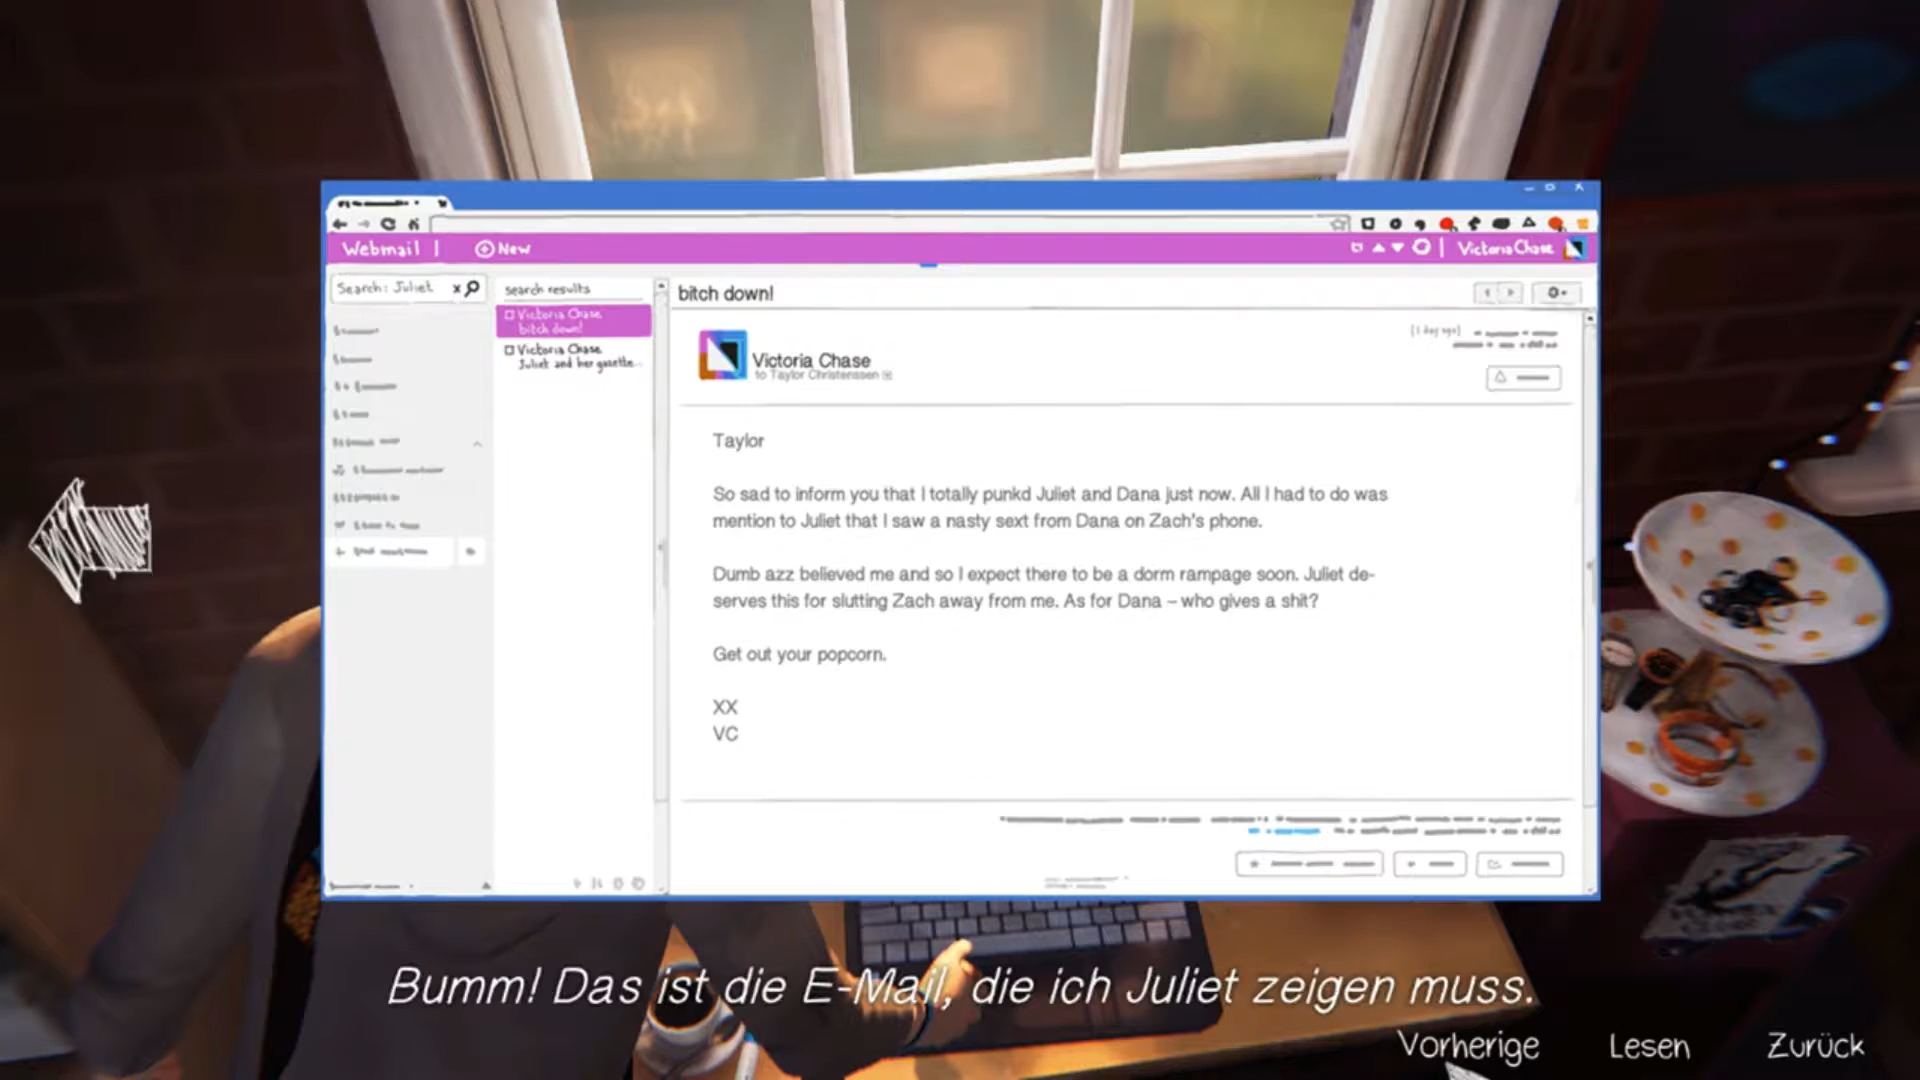 Webmail | New
Victoria Chase
Search: Juliet x
search results
Victoria Chase
bitch down!
Victoria Chase
Juliet and her gazette...
bitch down!
(1 day ago)
Victoria Chase
to Taylor Christenssen
Taylor
So sad to inform you that I totally punkd Juliet and Dana just now. All I had to do was
mention to Juliet that I saw a nasty sext from Dana on Zach's phone.
Dumb azz believed me and so I expect there to be a dorm rampage soon. Juliet de-
serves this for slutting Zach away from me. As for Dana – who gives a shit?
Get out your popcorn.
XX
VC
Bumm! Das ist die E-Mail, die ich Juliet zeigen muss.
Vorherige Lesen Zurück